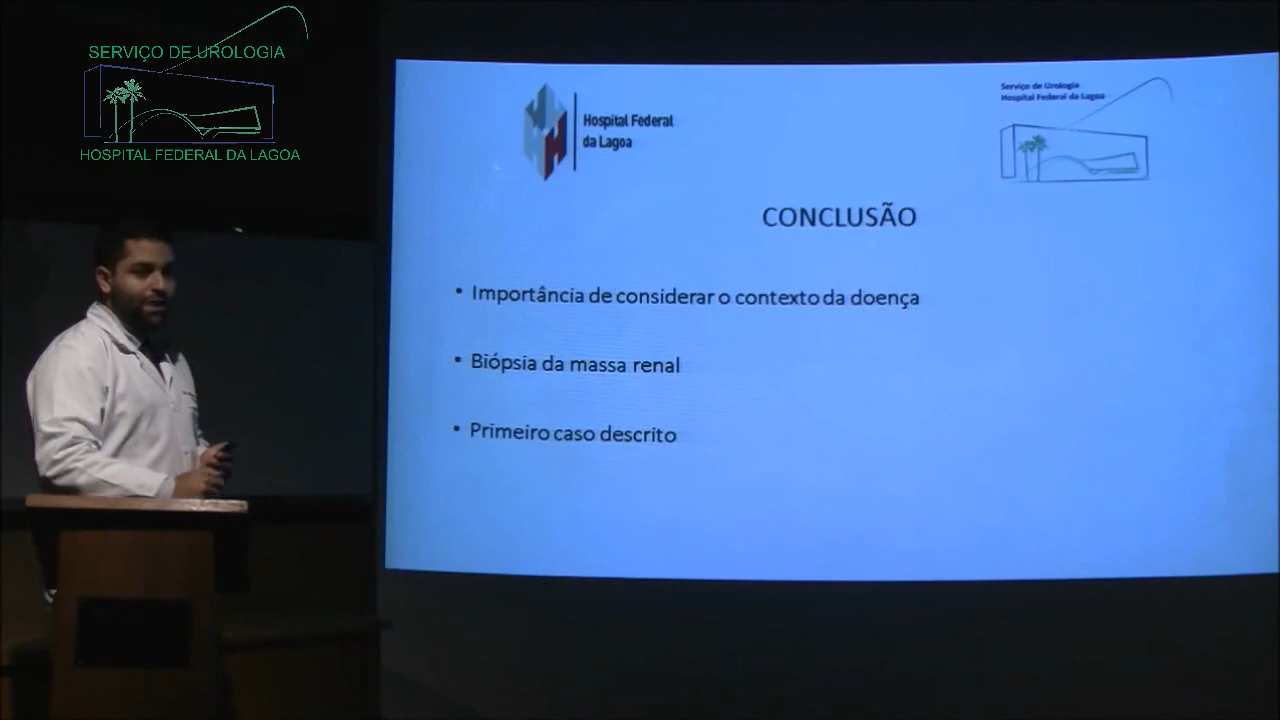 SERVIÇO DE UROLOGIA
HOSPITAL FEDERAL DA LAGOA
Hospital Federal
da Lagoa
Serviço de Urologia
Hospital Federal da Lagoa
CONCLUSÃO
• Importância de considerar o contexto da doença
• Biópsia da massa renal
• Primeiro caso descrito